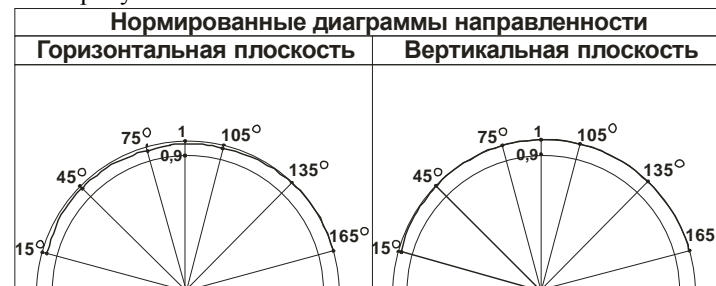 Нормированные диаграммы направленности
Горизонтальная плоскость Вертикальная плоскость
75° 1 105° 75° 1 105°
0,9 0,9
45° 135° 45° 135°
15° 165° 15° 165